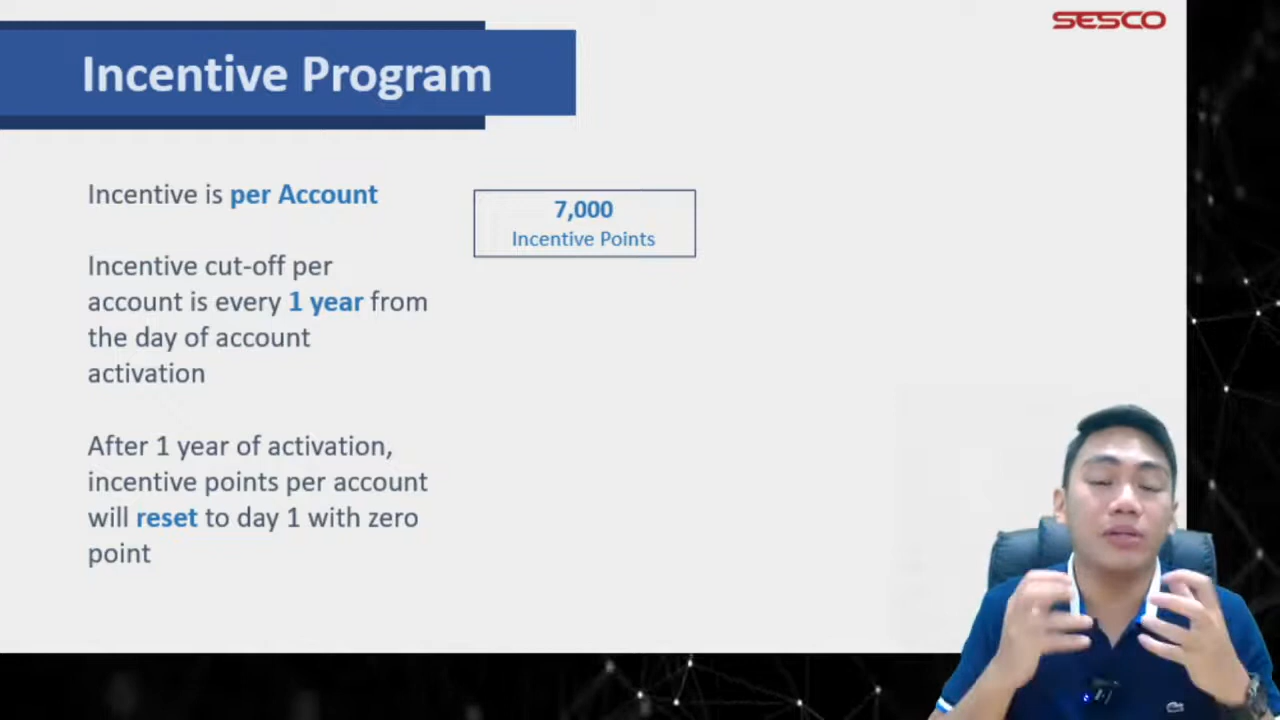 SESCO
Incentive Program
Incentive is per Account
7,000
Incentive Points
Incentive cut-off per
account is every 1 year from
the day of account
activation
After 1 year of activation,
incentive points per account
will reset to day 1 with zero
point